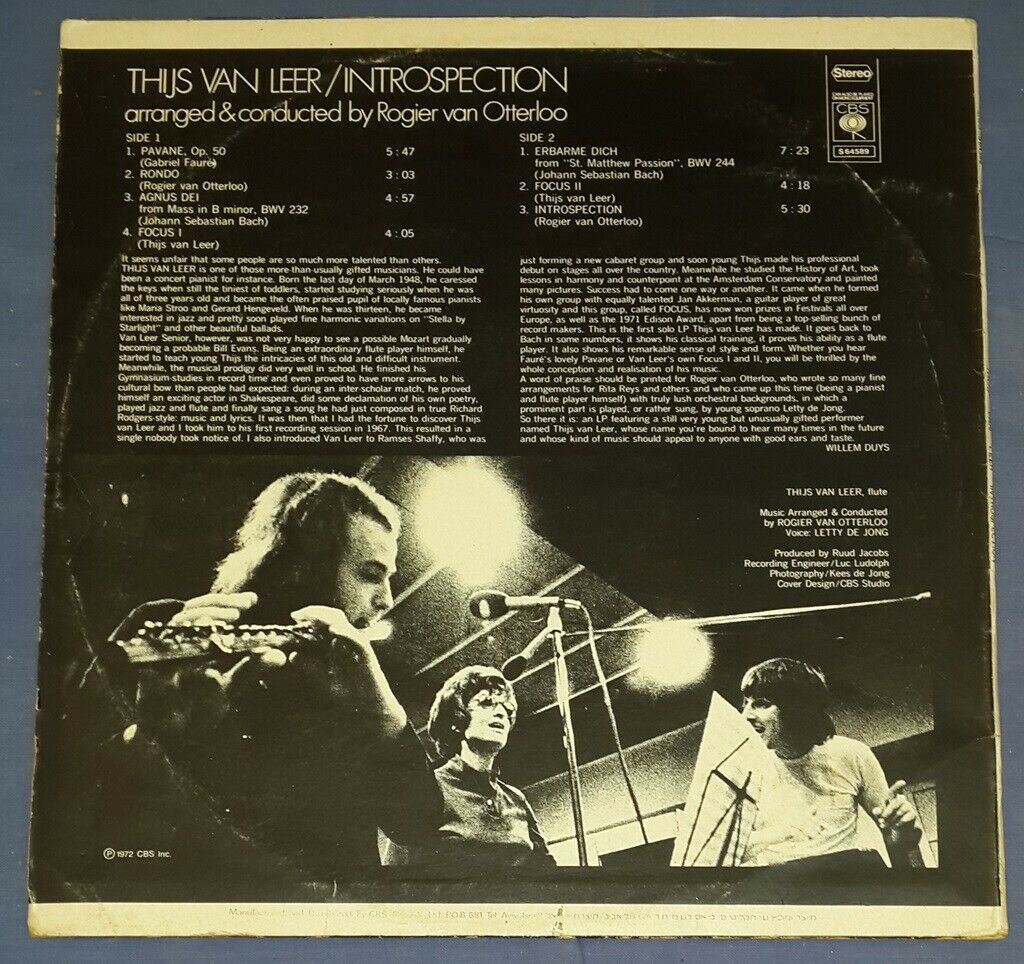 THIJS VAN LEER/INTROSPECTION
arranged & conducted by Rogier van Otterloo
Stereo
CAN ALSO BE PLAYED
ON MONO EQUIPMENT
CBS
S 64589
SIDE 1
1. PAVANE, Op. 50 5:47
(Gabriel Fauré)
2. RONDO 3:03
(Rogier van Otterloo)
3. AGNUS DEI 4:57
from Mass in B minor, BWV 232
(Johann Sebastian Bach)
4. FOCUS I 4:05
(Thijs van Leer)
SIDE 2
1. ERBARME DICH 7:23
from "St. Matthew Passion", BWV 244
(Johann Sebastian Bach)
2. FOCUS II 4:18
(Thijs van Leer)
3. INTROSPECTION 5:30
(Rogier van Otterloo)
It seems unfair that some people are so much more talented than others.
THIJS VAN LEER is one of those more-than-usually gifted musicians. He could have
been a concert pianist for instance. Born the last day of March 1948, he caressed
the keys when still the tiniest of toddlers, started studying seriously when he was
all of three years old and became the often praised pupil of locally famous pianists
like Maria Stroo and Gerard Hengeveld. When he was thirteen, he became
interested in jazz and pretty soon played fine harmonic variations on "Stella by
Starlight" and other beautiful ballads.
Van Leer Senior, however, was not very happy to see a possible Mozart gradually
becoming a probable Bill Evans. Being an extraordinary flute player himself, he
started to teach young Thijs the intricacies of this old and difficult instrument.
Meanwhile, the musical prodigy did very well in school. He finished his
Gymnasium-studies in record time and even proved to have more arrows to his
cultural bow than people had expected: during an inter-scholar match, he proved
himself an exciting actor in Shakespeare, did some declamation of his own poetry,
played jazz and flute and finally sang a song he had just composed in true Richard
Rodgers-style: music and lyrics. It was then that I had the fortune to discover Thijs
van Leer and I took him to his first recording session in 1967. This resulted in a
single nobody took notice of. I also introduced Van Leer to Ramses Shaffy, who was
just forming a new cabaret group and soon young Thijs made his professional
debut on stages all over the country. Meanwhile he studied the History of Art, took
lessons in harmony and counterpoint at the Amsterdam Conservatory and painted
many pictures. Success had to come one way or another. It came when he formed
his own group with equally talented Jan Akkerman, a guitar player of great
virtuosity and this group, called FOCUS, has now won prizes in Festivals all over
Europe, as well as the 1971 Edison Award, apart from being a top-selling bunch of
record makers. This is the first solo LP Thijs van Leer has made. It goes back to
Bach in some numbers, it shows his classical training, it proves his ability as a flute
player. It also shows his remarkable sense of style and form. Whether you hear
Fauré's lovely Pavane or Van Leer's own Focus I and II, you will be thrilled by the
whole conception and realisation of his music.
A word of praise should be printed for Rogier van Otterloo, who wrote so many fine
arrangements for Rita Reys and others and who came up this time (being a pianist
and flute player himself) with truly lush orchestral backgrounds, in which a
prominent part is played, or rather sung, by young soprano Letty de Jong.
So there it is: an LP featuring a still very young but unusually gifted performer
named Thijs van Leer, whose name you're bound to hear many times in the future
and whose kind of music should appeal to anyone with good ears and taste.
WILLEM DUYS
THIJS VAN LEER, flute
Music Arranged & Conducted
by ROGIER VAN OTTERLOO
Voice: LETTY DE JONG
Produced by Ruud Jacobs
Recording Engineer/Luc Ludolph
Photography/Kees de Jong
Cover Design/CBS Studio
Ⓟ 1972 CBS Inc.
Manufactured and Distributed By CBS Records Ltd. P.O.B. 681 Tel Aviv